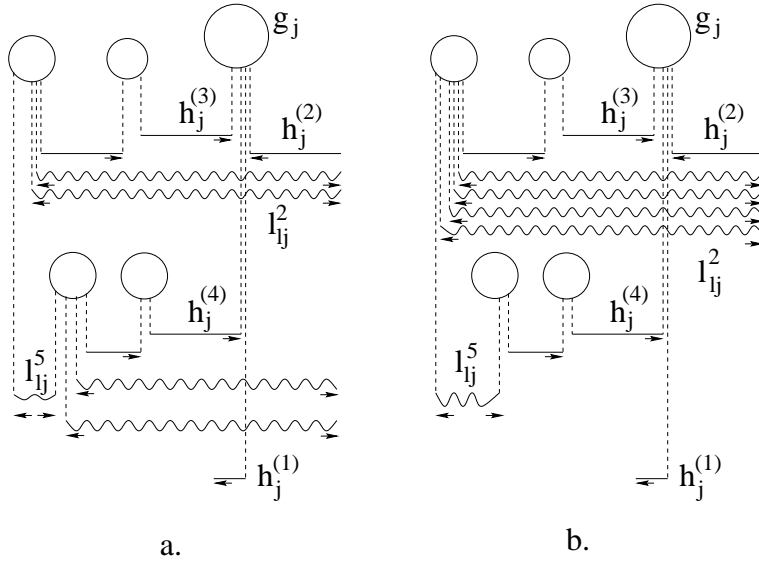 g_j g_j
h_j^(3) h_j^(2) h_j^(3) h_j^(2)
l_lj^2 l_lj^2
h_j^(4) h_j^(4)
l_lj^5 l_lj^5
h_j^(1) h_j^(1)
a. b.